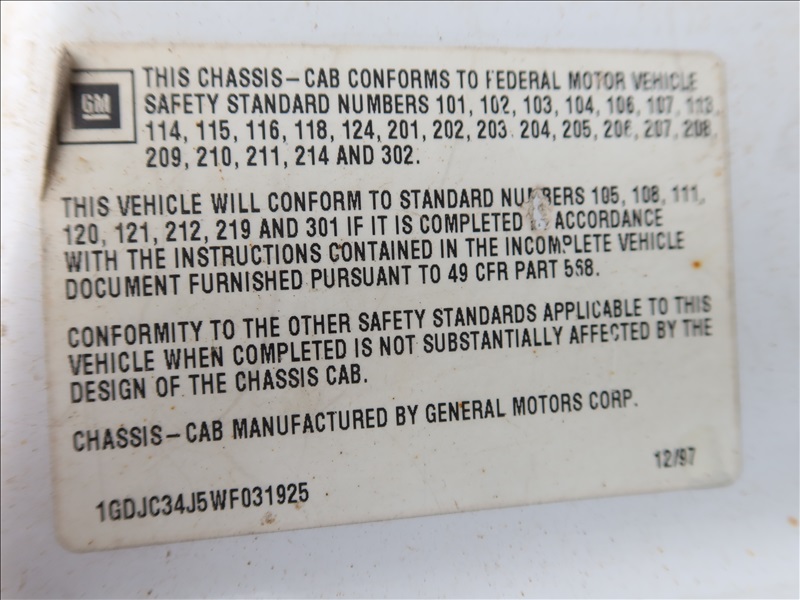 GM
THIS CHASSIS-CAB CONFORMS TO FEDERAL MOTOR VEHICLE
SAFETY STANDARD NUMBERS 101, 102, 103, 104, 106, 107, 113,
114, 115, 116, 118, 124, 201, 202, 203 204, 205, 206, 207, 208,
209, 210, 211, 214 AND 302.
THIS VEHICLE WILL CONFORM TO STANDARD NUMBERS 105, 108, 111,
120, 121, 212, 219 AND 301 IF IT IS COMPLETED ACCORDANCE
WITH THE INSTRUCTIONS CONTAINED IN THE INCOMPLETE VEHICLE
DOCUMENT FURNISHED PURSUANT TO 49 CFR PART 568.
CONFORMITY TO THE OTHER SAFETY STANDARDS APPLICABLE TO THIS
VEHICLE WHEN COMPLETED IS NOT SUBSTANTIALLY AFFECTED BY THE
DESIGN OF THE CHASSIS CAB.
CHASSIS-CAB MANUFACTURED BY GENERAL MOTORS CORP.
12/97
1GDJC34J5WF031925